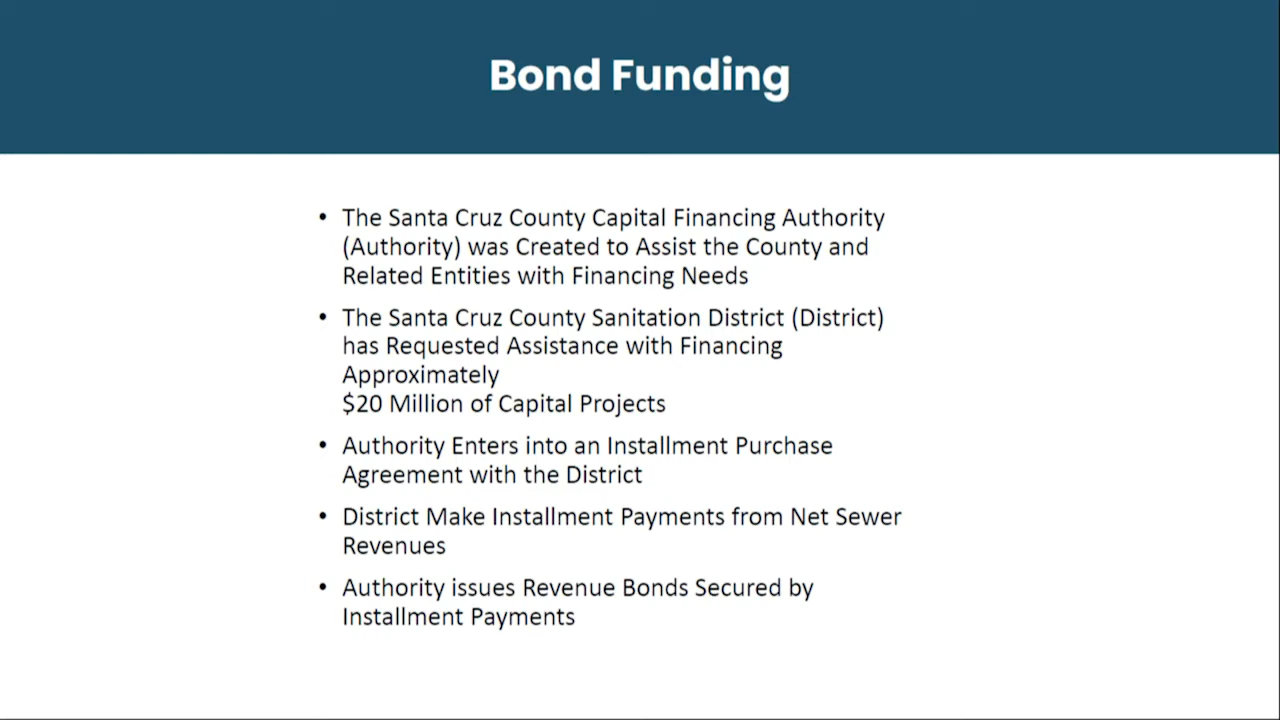 Bond Funding
• The Santa Cruz County Capital Financing Authority
(Authority) was Created to Assist the County and
Related Entities with Financing Needs
• The Santa Cruz County Sanitation District (District)
has Requested Assistance with Financing
Approximately
$20 Million of Capital Projects
• Authority Enters into an Installment Purchase
Agreement with the District
• District Make Installment Payments from Net Sewer
Revenues
• Authority issues Revenue Bonds Secured by
Installment Payments